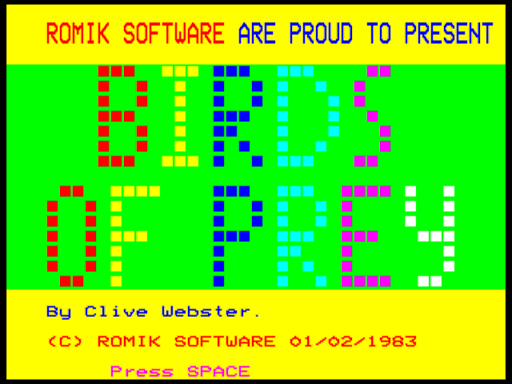 ROMIK SOFTWARE ARE PROUD TO PRESENT
BIRDS
OF PREY
By Clive Webster.
(C) ROMIK SOFTWARE 01/02/1983
Press SPACE